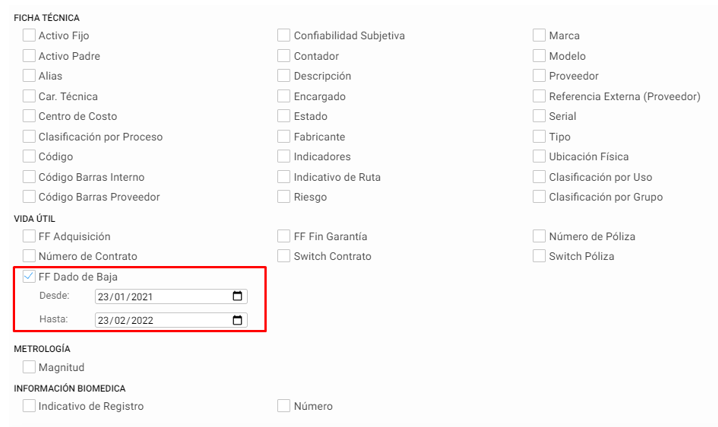 FICHA TÉCNICA
Activo Fijo Confiabilidad Subjetiva Marca
Activo Padre Contador Modelo
Alias Descripción Proveedor
Car. Técnica Encargado Referencia Externa (Proveedor)
Centro de Costo Estado Serial
Clasificación por Proceso Fabricante Tipo
Código Indicadores Ubicación Física
Código Barras Interno Indicativo de Ruta Clasificación por Uso
Código Barras Proveedor Riesgo Clasificación por Grupo
VIDA ÚTIL
FF Adquisición FF Fin Garantía Número de Póliza
Número de Contrato Switch Contrato Switch Póliza
FF Dado de Baja
Desde: 23/01/2021
Hasta: 23/02/2022
METROLOGÍA
Magnitud
INFORMACIÓN BIOMEDICA
Indicativo de Registro Número